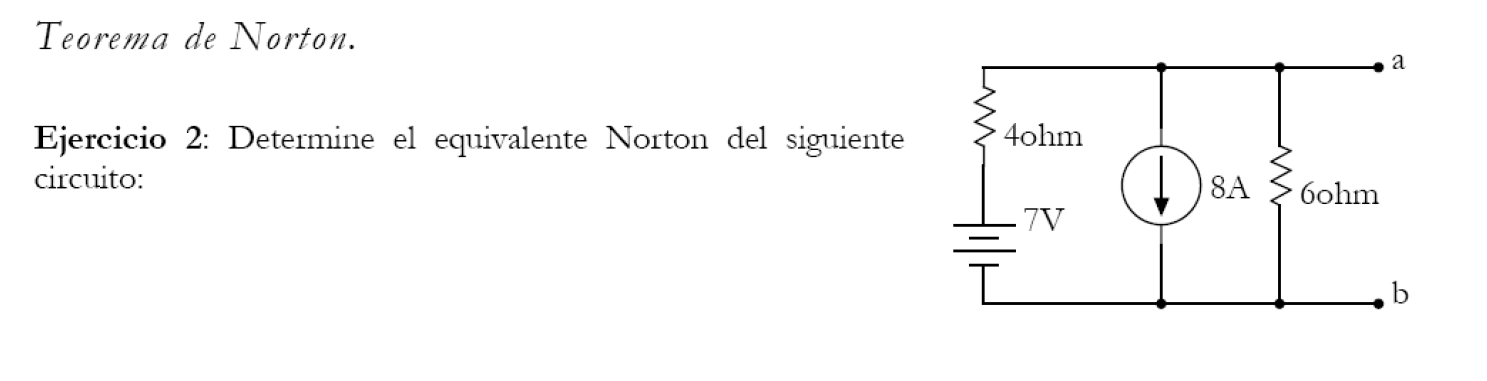 Teorema de Norton.
Ejercicio 2: Determine el equivalente Norton del siguiente
circuito:
a
4ohm
8A
6ohm
7V
b